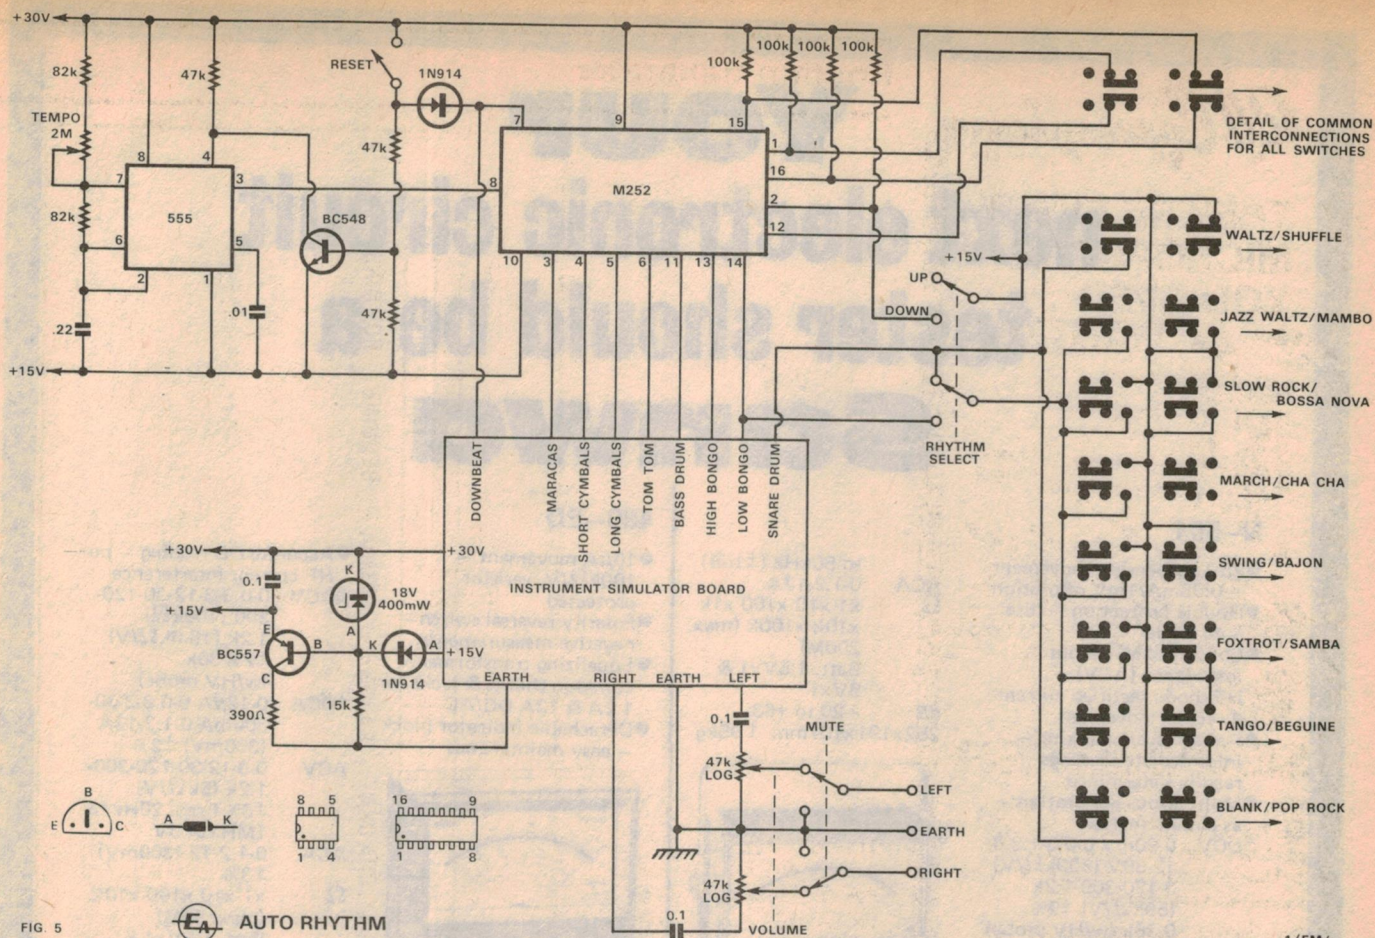 +30V
82k
47k
RESET
1N914
100k
100k
100k
100k
TEMPO
2M
47k
7
9
15
1
16
2
12
8
M252
10
3
4
5
6
11
13
14
8
4
7
3
555
6
5
2
1
82k
BC548
.22
.01
47k
+15V
DETAIL OF COMMON
INTERCONNECTIONS
FOR ALL SWITCHES
+15V
UP
DOWN
RHYTHM
SELECT
WALTZ/SHUFFLE
JAZZ WALTZ/MAMBO
SLOW ROCK/
BOSSA NOVA
MARCH/CHA CHA
SWING/BAJON
FOXTROT/SAMBA
TANGO/BEGUINE
BLANK/POP ROCK
DOWNBEAT
MARACAS
SHORT CYMBALS
LONG CYMBALS
TOM TOM
BASS DRUM
HIGH BONGO
LOW BONGO
SNARE DRUM
+30V
+30V
INSTRUMENT SIMULATOR BOARD
+15V
EARTH
RIGHT
EARTH
LEFT
0.1
K
18V
400mW
A
+15V
E
B
C
BC557
K
A
1N914
390Ω
15k
0.1
MUTE
47k
LOG
LEFT
EARTH
RIGHT
47k
LOG
0.1
VOLUME
B
E
C
A
K
8
5
1
4
16
9
1
8
FIG. 5
EA
AUTO RHYTHM